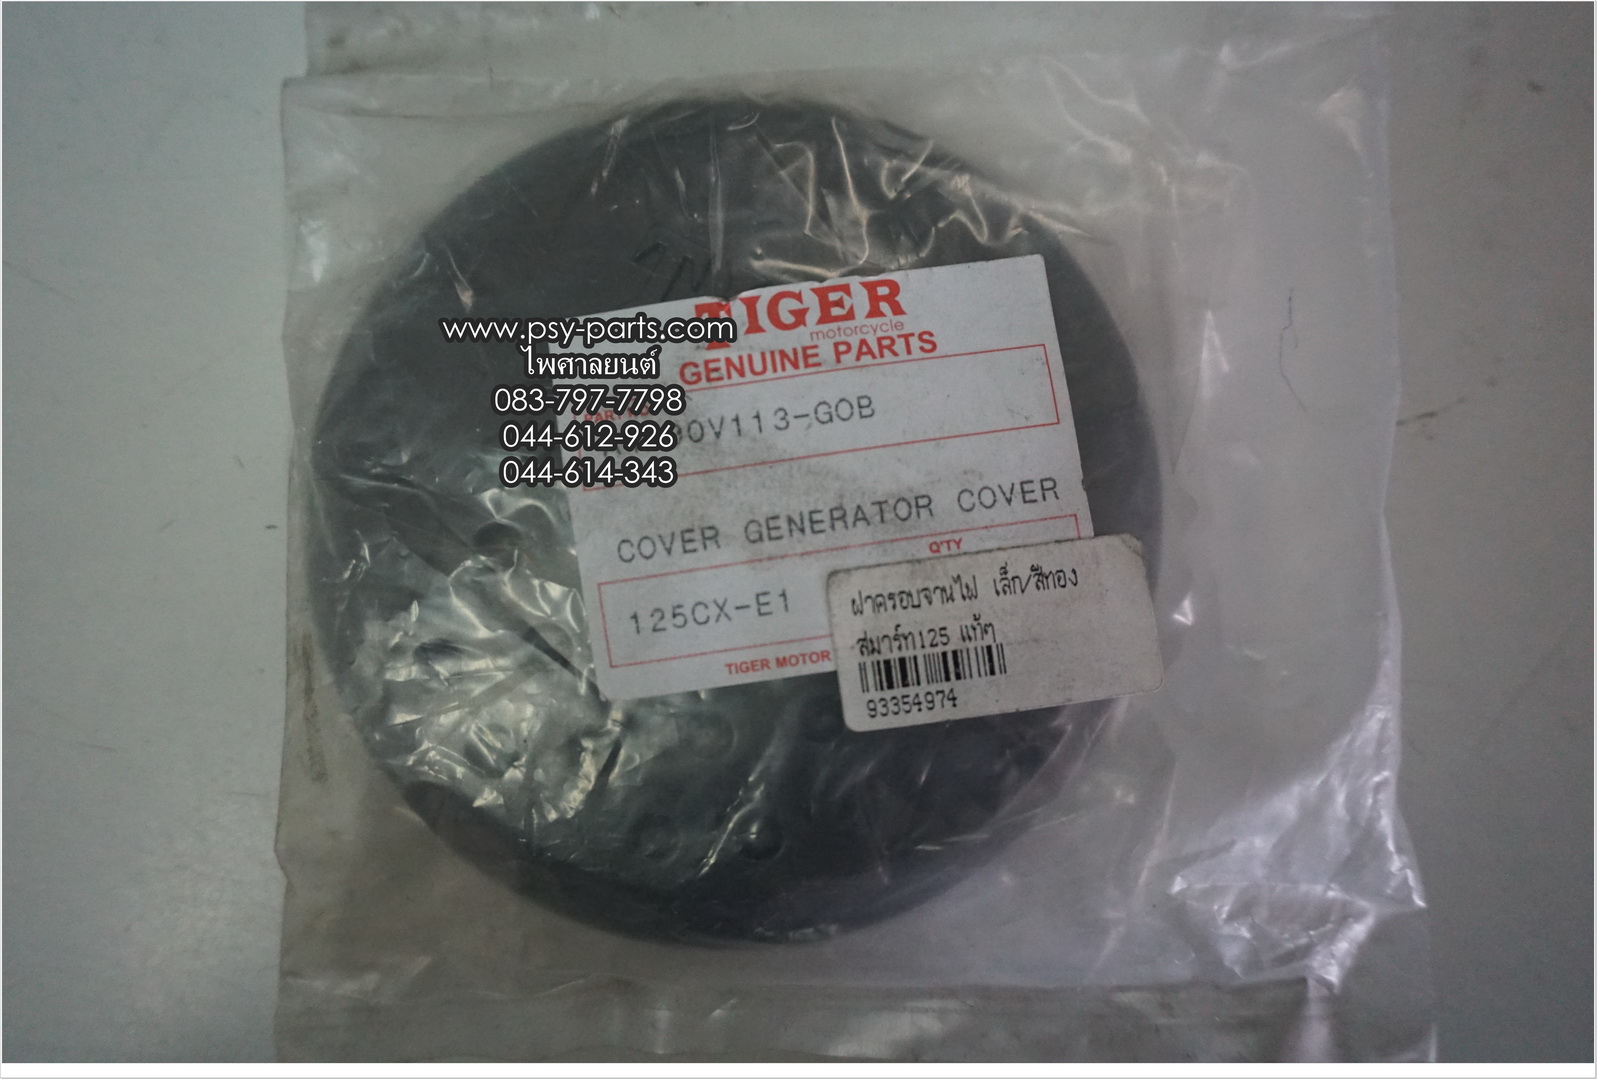 TIGER
motorcycle
GENUINE PARTS
0V113-GOB
COVER GENERATOR COVER
Q'TY
125CX-E1
TIGER MOTOR
ฝาครอบจานไฟ เล็ก/สีทอง
สมาร์ท125 แท้ๆ
93354974
www.psy-parts.com
ไพศาลยนต์
083-797-7798
044-612-926
044-614-343